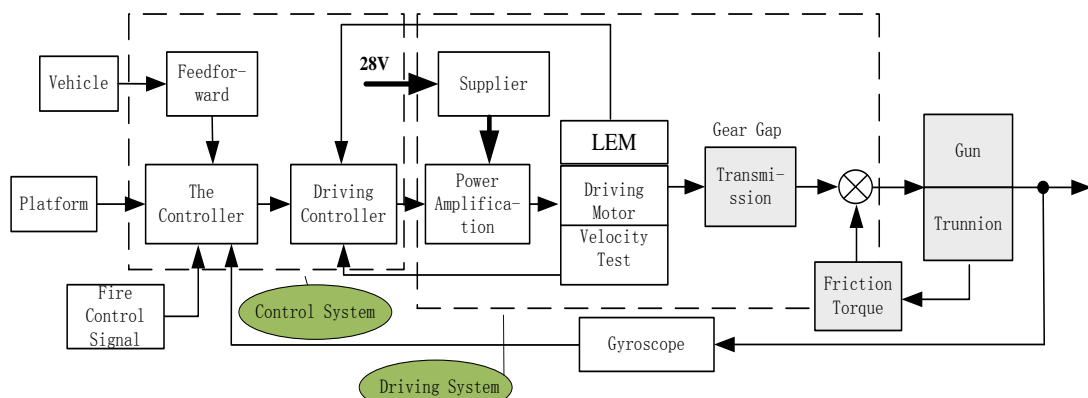 Vehicle
Feedfor-
ward
28V
Supplier
LEM
Gear Gap
Gun
Trunnion
Platform
The
Controller
Driving
Controller
Power
Amplifica-
tion
Driving
Motor
Velocity
Test
Transmi-
ssion
Fire
Control
Signal
Control System
Friction
Torque
Gyroscope
Driving System